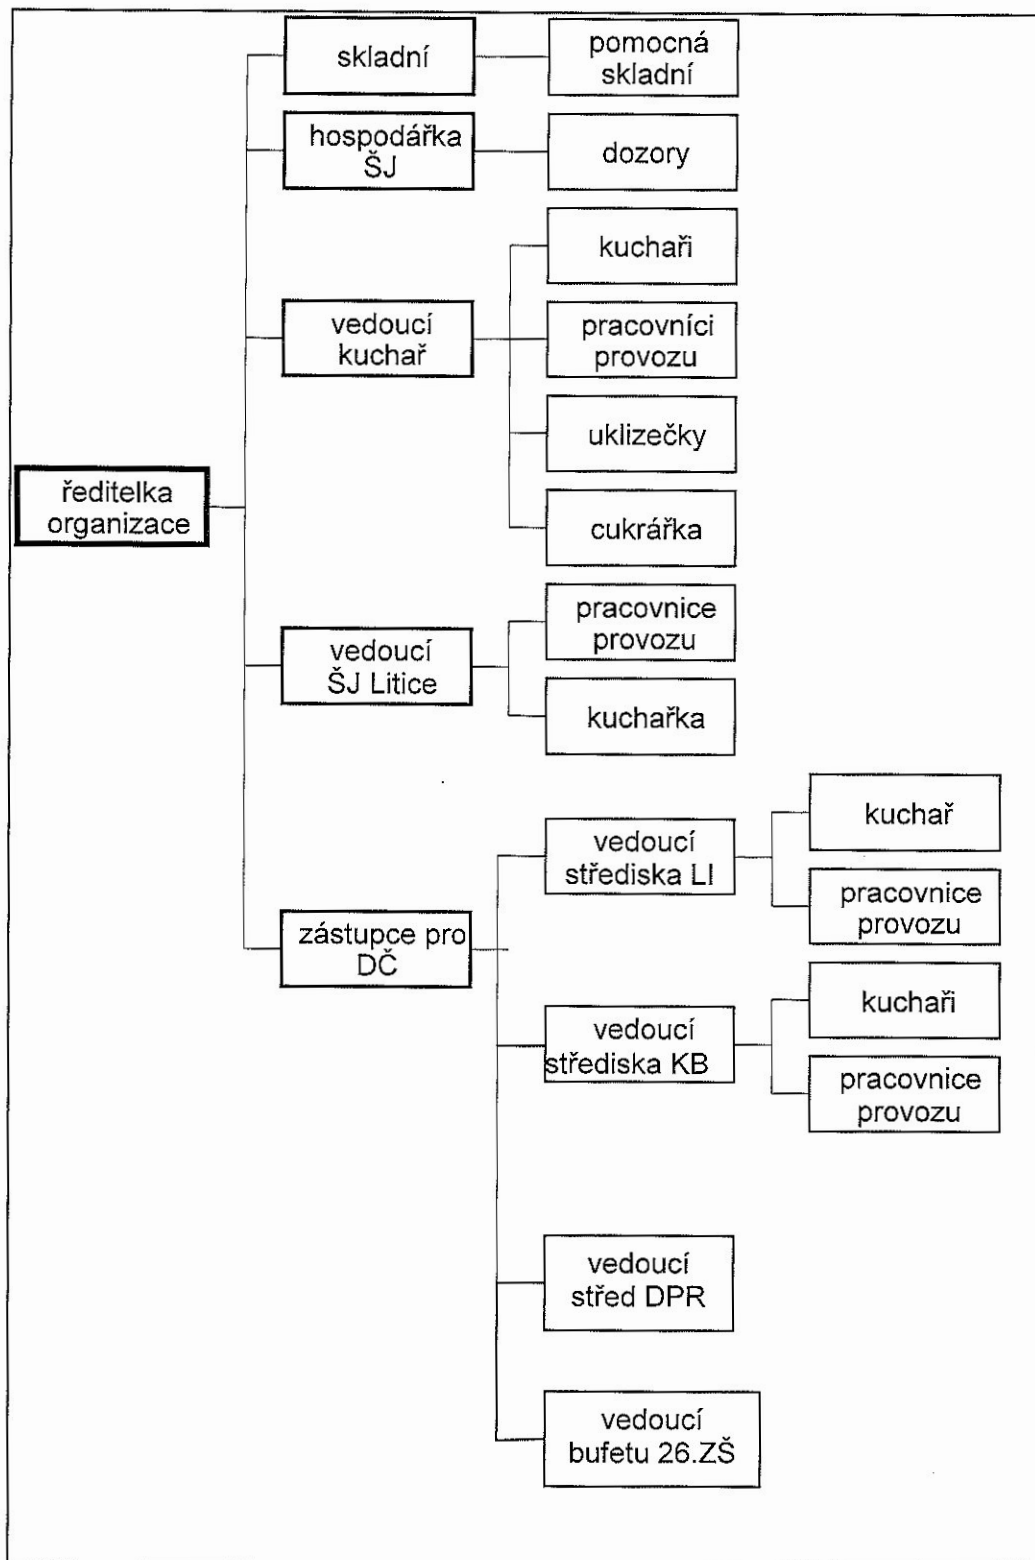 skladní
pomocná
skladní
hospodářka
ŠJ
dozory
kuchaři
vedoucí
kuchař
pracovníci
provozu
uklizečky
ředitelka
organizace
cukrářka
vedoucí
ŠJ Litice
pracovnice
provozu
kuchařka
zástupce pro
DČ
vedoucí
střediska LI
kuchař
pracovnice
provozu
vedoucí
střediska KB
kuchaři
pracovnice
provozu
vedoucí
střed DPR
vedoucí
bufetu 26.ZŠ